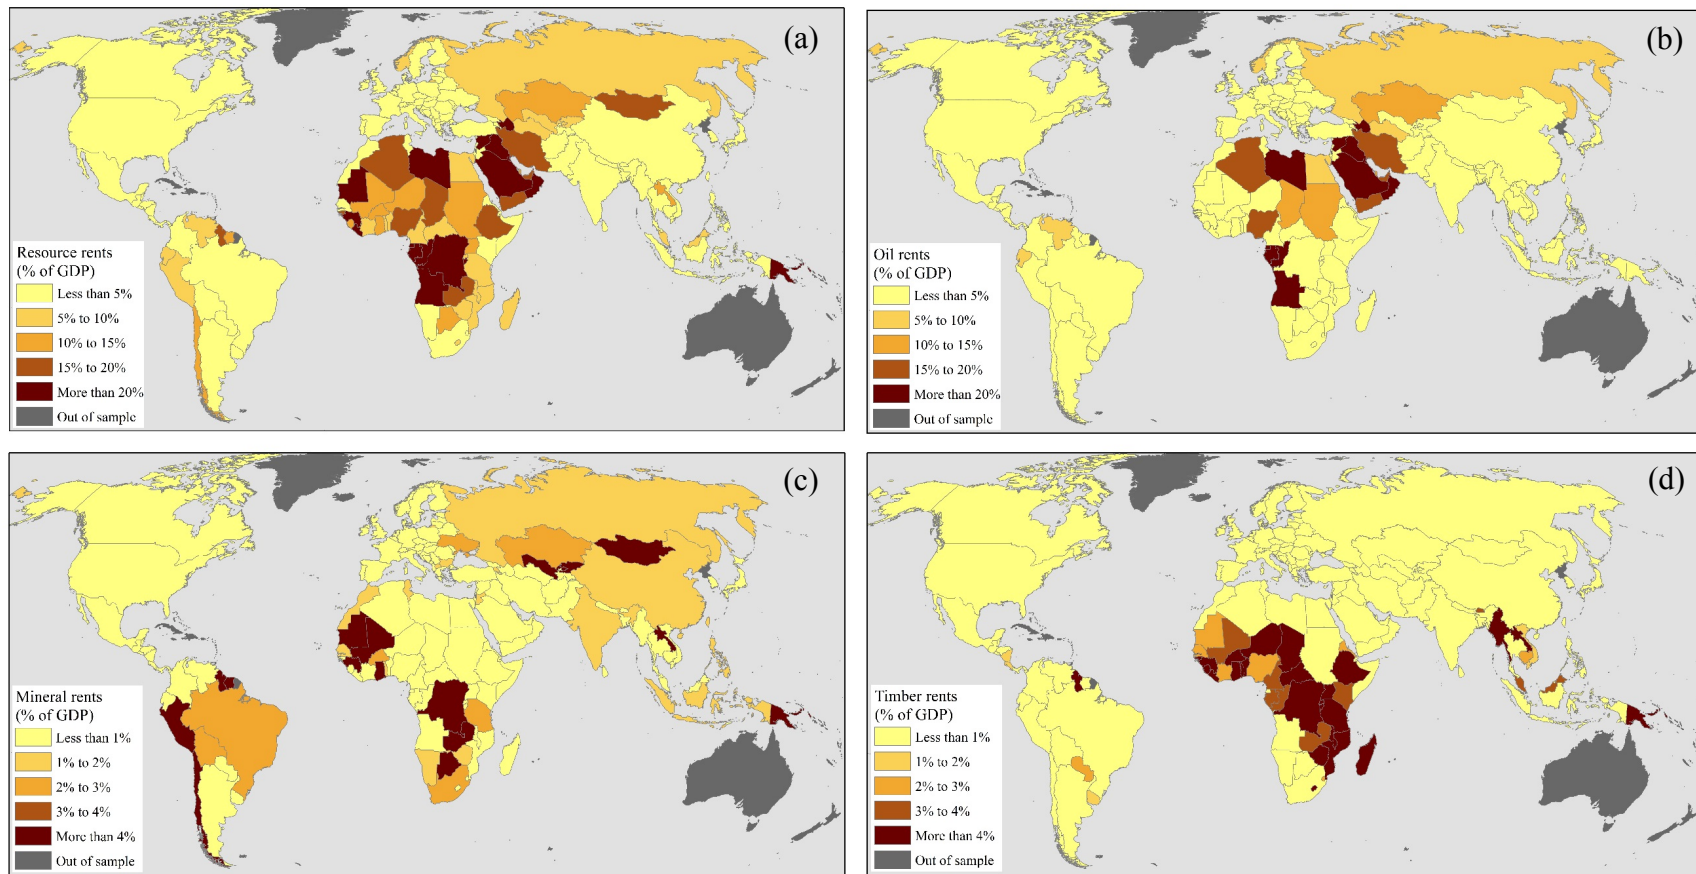 (a)
Resource rents
(% of GDP)
Less than 5%
5% to 10%
10% to 15%
15% to 20%
More than 20%
Out of sample
(b)
Oil rents
(% of GDP)
Less than 5%
5% to 10%
10% to 15%
15% to 20%
More than 20%
Out of sample
(c)
Mineral rents
(% of GDP)
Less than 1%
1% to 2%
2% to 3%
3% to 4%
More than 4%
Out of sample
(d)
Timber rents
(% of GDP)
Less than 1%
1% to 2%
2% to 3%
3% to 4%
More than 4%
Out of sample